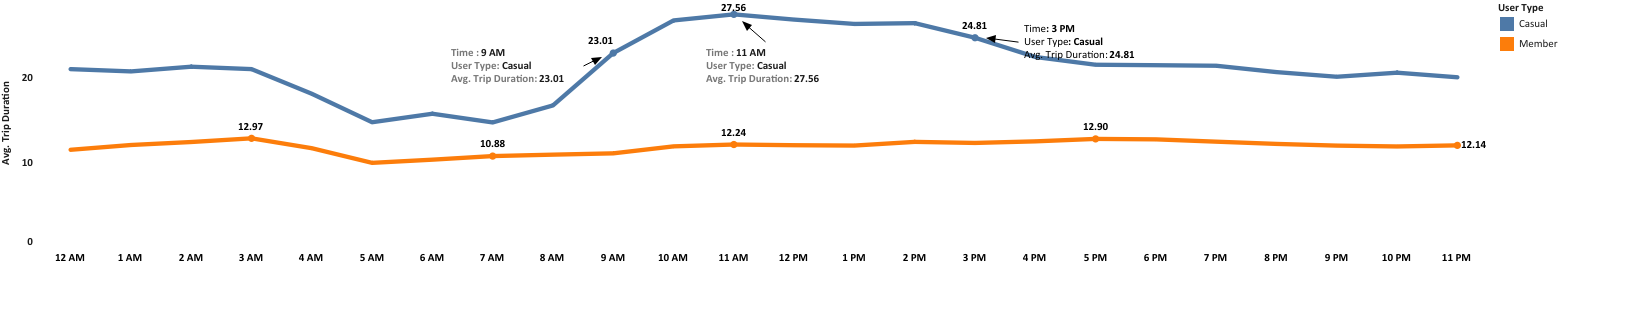 27.56
User Type
Casual
Member
24.81
Time: 3 PM
User Type: Casual
Avg. Trip Duration: 24.81
23.01
Time : 9 AM
User Type: Casual
Avg. Trip Duration: 23.01
Time : 11 AM
User Type: Casual
Avg. Trip Duration: 27.56
Avg. Trip Duration
20
10
0
12.97
10.88
12.24
12.90
12.14
12 AM 1 AM 2 AM 3 AM 4 AM 5 AM 6 AM 7 AM 8 AM 9 AM 10 AM 11 AM 12 PM 1 PM 2 PM 3 PM 4 PM 5 PM 6 PM 7 PM 8 PM 9 PM 10 PM 11 PM